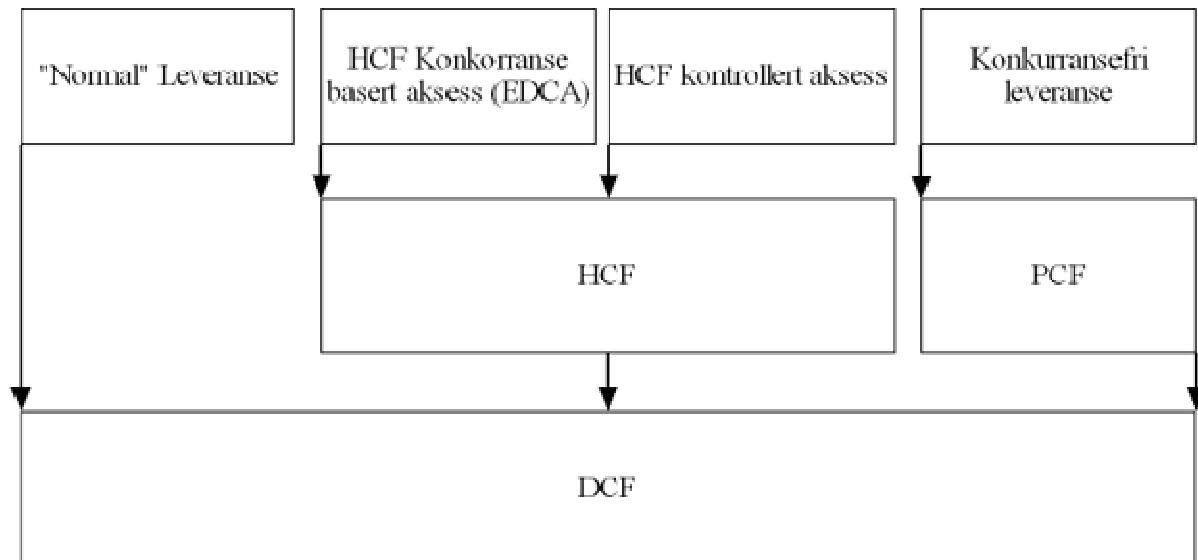 "Normal" Leveranse
HCF Konkorranse
basert aksess (EDCA)
HCF kontrollert aksess
Konkurransefri
leveranse
HCF
PCF
DCF